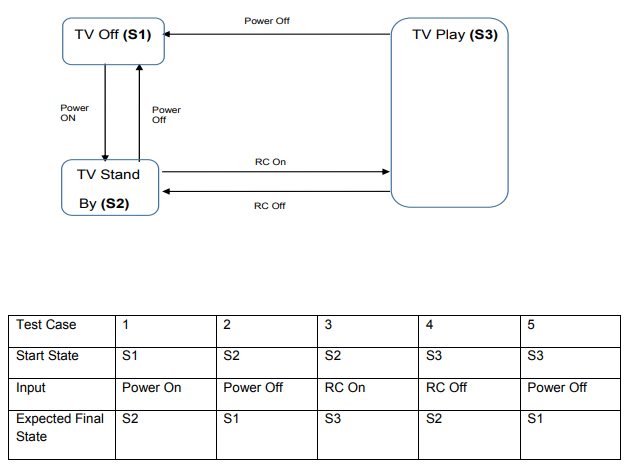 Power Off
TV Off (S1)
TV Play (S3)
Power
ON
Power
Off
TV Stand
By (S2)
RC On
RC Off
Test Case 1 2 3 4 5
Start State S1 S2 S2 S3 S3
Input Power On Power Off RC On RC Off Power Off
Expected Final S2 S1 S3 S2 S1
State